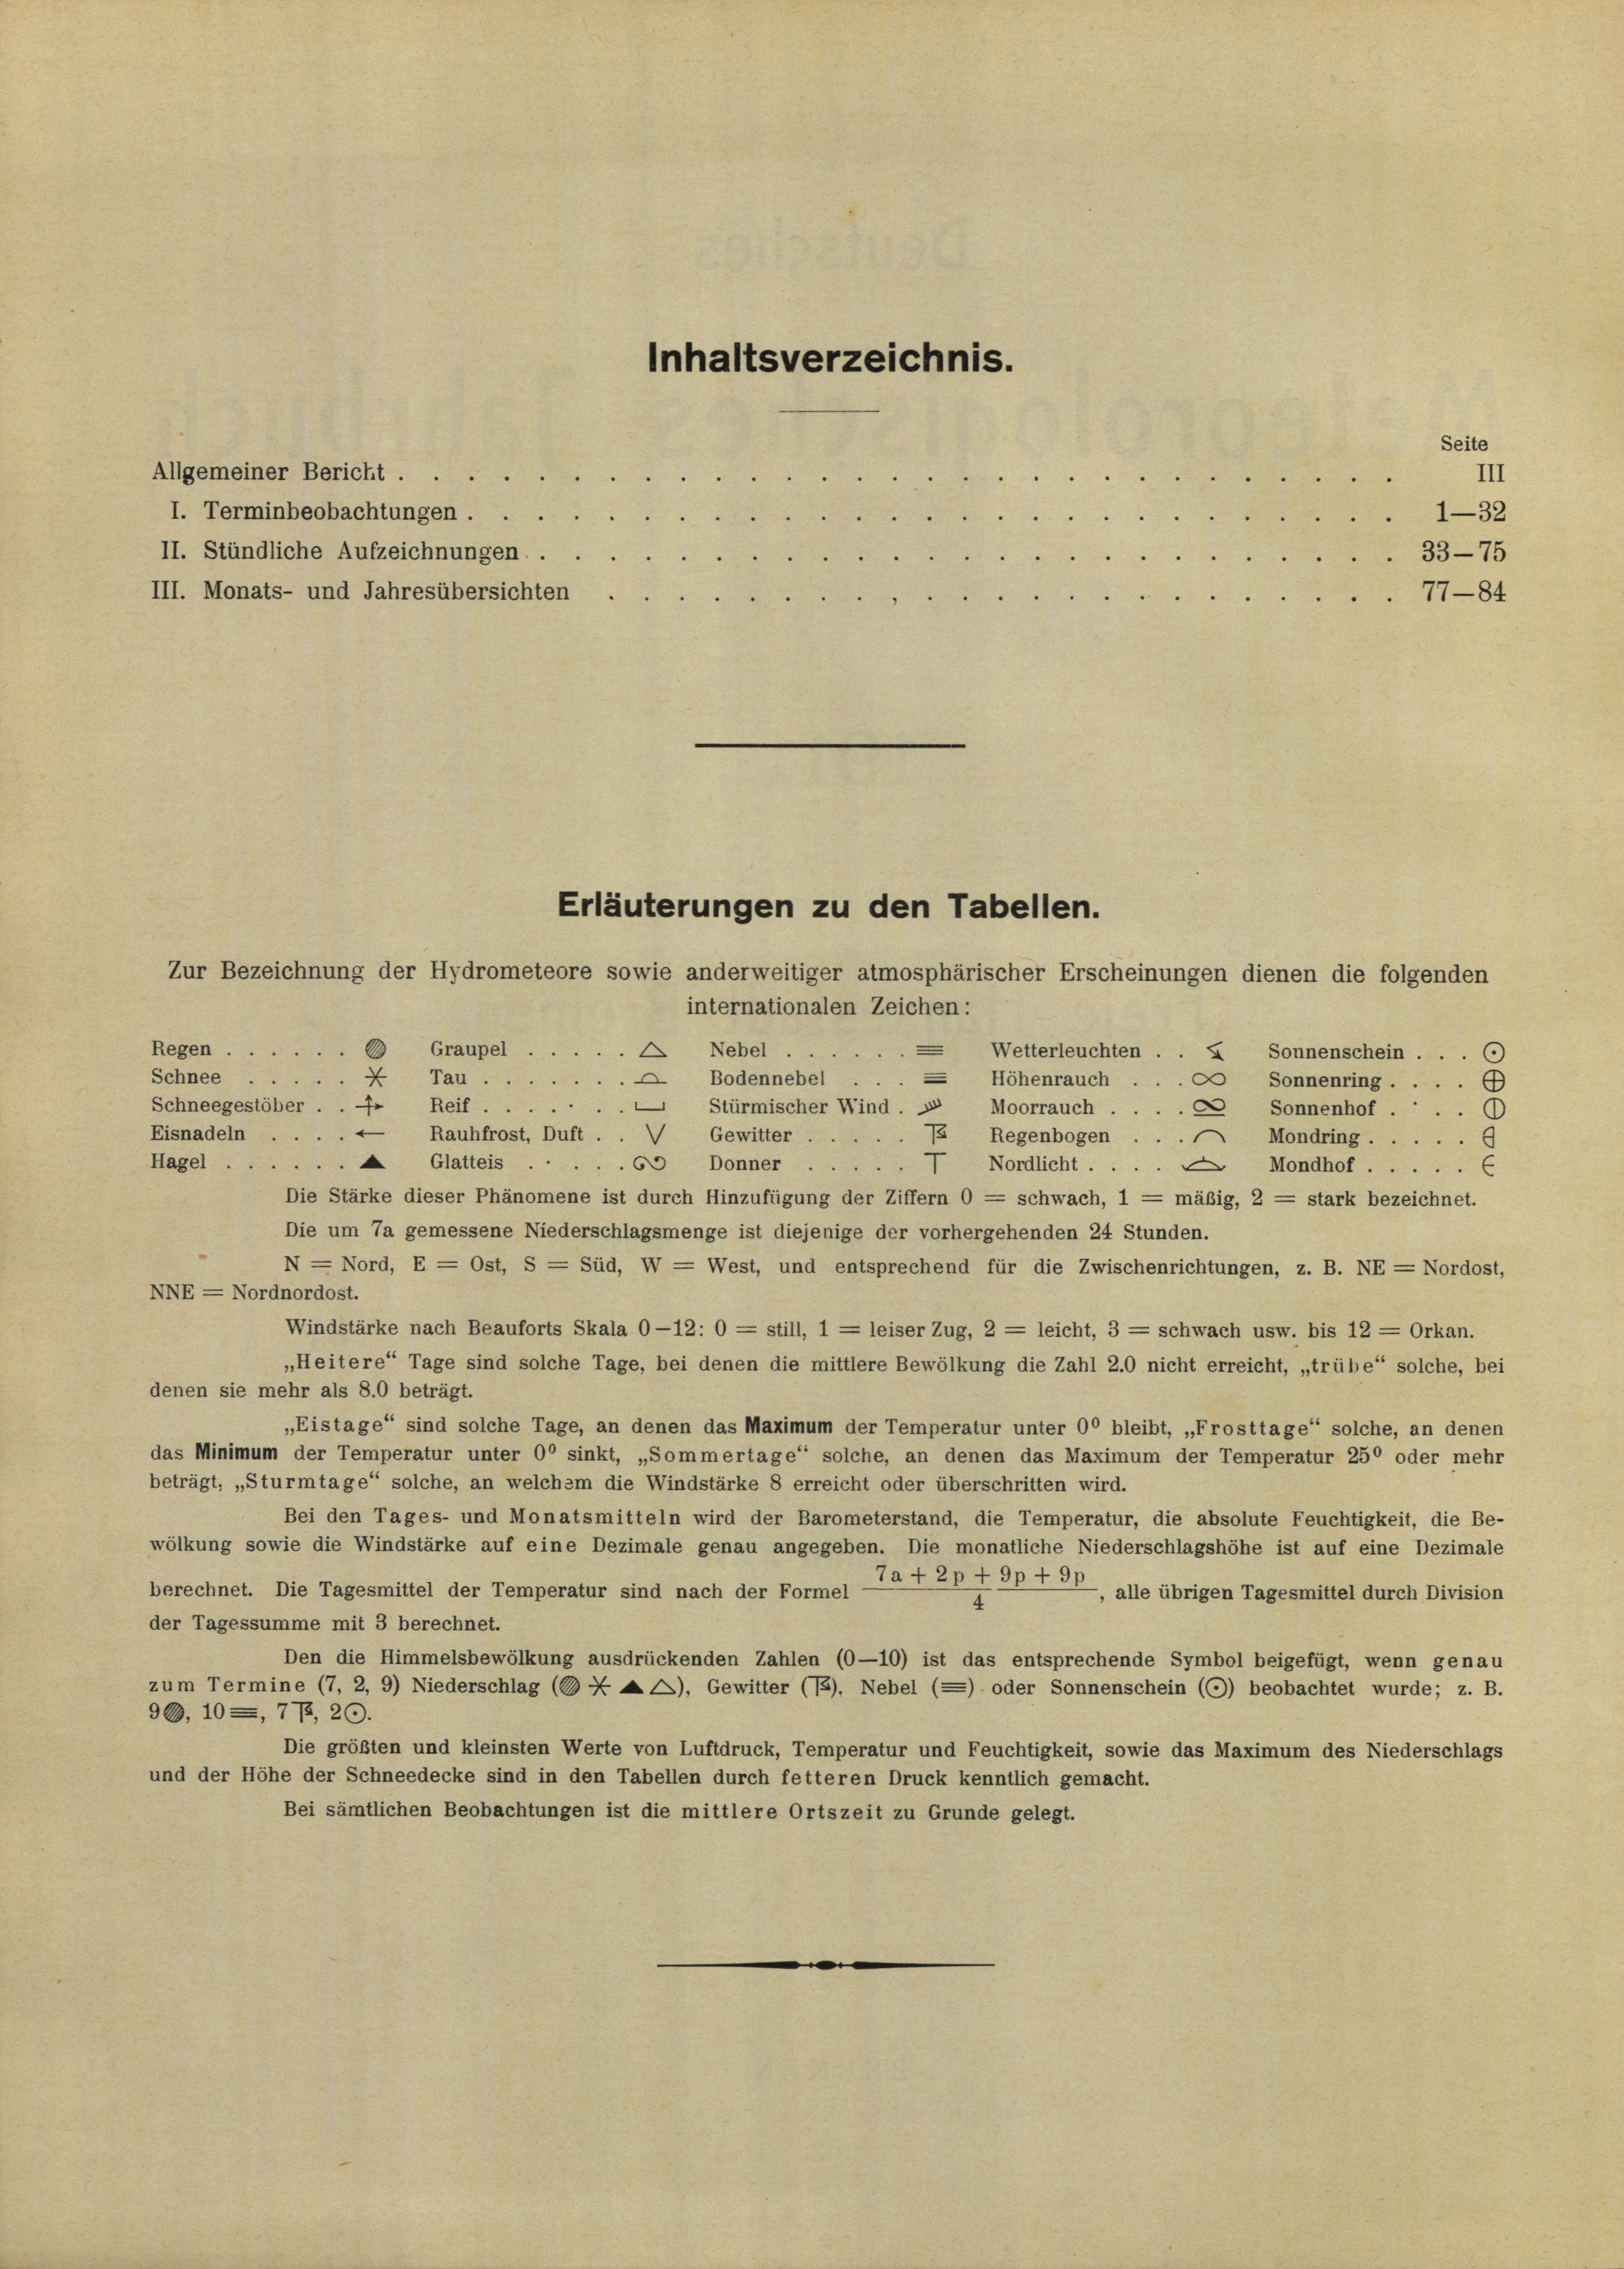 Inhaltsverzeichnis.
Seite
Allgemeiner Bericht . . . . . . . . . . . . . . . . . . . . . . . . . . . . . III
I. Terminbeobachtungen . . . . . . . . . . . . . . . . . . . . . . . . . . . 1—32
II. Stündliche Aufzeichnungen . . . . . . . . . . . . . . . . . . . . . . . . . 33—75
III. Monats- und Jahresübersichten . . . . . . . . . . . . . . . . . . . . . . . 77—84
Erläuterungen zu den Tabellen.
Zur Bezeichnung der Hydrometeore sowie anderweitiger atmosphärischer Erscheinungen dienen die folgenden
internationalen Zeichen:
Regen . . . . . . Graupel . . . . . △ Nebel . . . . . . ≡ Wetterleuchten . . Sonnenschein . . . ⊙
Schnee . . . . . ✶ Tau . . . . . . . Bodennebel . . . Höhenrauch . . . ∞ Sonnenring . . . . ⊕
Schneegestöber . . Reif . . . . . . . Stürmischer Wind . Moorrauch . . . . Sonnenhof . . . .
Eisnadeln . . . . ← Rauhfrost, Duft . . V Gewitter . . . . . Regenbogen . . . Mondring . . . . .
Hagel . . . . . . ▲ Glatteis . . . . . Donner . . . . . T Nordlicht . . . . Mondhof . . . . .
Die Stärke dieser Phänomene ist durch Hinzufügung der Ziffern 0 = schwach, 1 = mäßig, 2 = stark bezeichnet.
Die um 7a gemessene Niederschlagsmenge ist diejenige der vorhergehenden 24 Stunden.
N = Nord, E = Ost, S = Süd, W = West, und entsprechend für die Zwischenrichtungen, z. B. NE = Nordost,
NNE = Nordnordost.
Windstärke nach Beauforts Skala 0—12: 0 = still, 1 = leiser Zug, 2 = leicht, 3 = schwach usw. bis 12 = Orkan.
„Heitere“ Tage sind solche Tage, bei denen die mittlere Bewölkung die Zahl 2.0 nicht erreicht, „trübe“ solche, bei
denen sie mehr als 8.0 beträgt.
„Eistage“ sind solche Tage, an denen das Maximum der Temperatur unter 0° bleibt, „Frosttage“ solche, an denen
das Minimum der Temperatur unter 0° sinkt, „Sommertage“ solche, an denen das Maximum der Temperatur 25° oder mehr
beträgt, „Sturmtage“ solche, an welchem die Windstärke 8 erreicht oder überschritten wird.
Bei den Tages- und Monatsmitteln wird der Barometerstand, die Temperatur, die absolute Feuchtigkeit, die Be-
wölkung sowie die Windstärke auf eine Dezimale genau angegeben. Die monatliche Niederschlagshöhe ist auf eine Dezimale
berechnet. Die Tagesmittel der Temperatur sind nach der Formel (7a + 2p + 9p + 9p)/4, alle übrigen Tagesmittel durch Division
der Tagessumme mit 3 berechnet.
Den die Himmelsbewölkung ausdrückenden Zahlen (0—10) ist das entsprechende Symbol beigefügt, wenn genau
zum Termine (7, 2, 9) Niederschlag (● ✶ ▲ △), Gewitter (), Nebel (≡) oder Sonnenschein (⊙) beobachtet wurde; z. B.
9●, 10≡, 7, 2⊙.
Die größten und kleinsten Werte von Luftdruck, Temperatur und Feuchtigkeit, sowie das Maximum des Niederschlags
und der Höhe der Schneedecke sind in den Tabellen durch fetteren Druck kenntlich gemacht.
Bei sämtlichen Beobachtungen ist die mittlere Ortszeit zu Grunde gelegt.